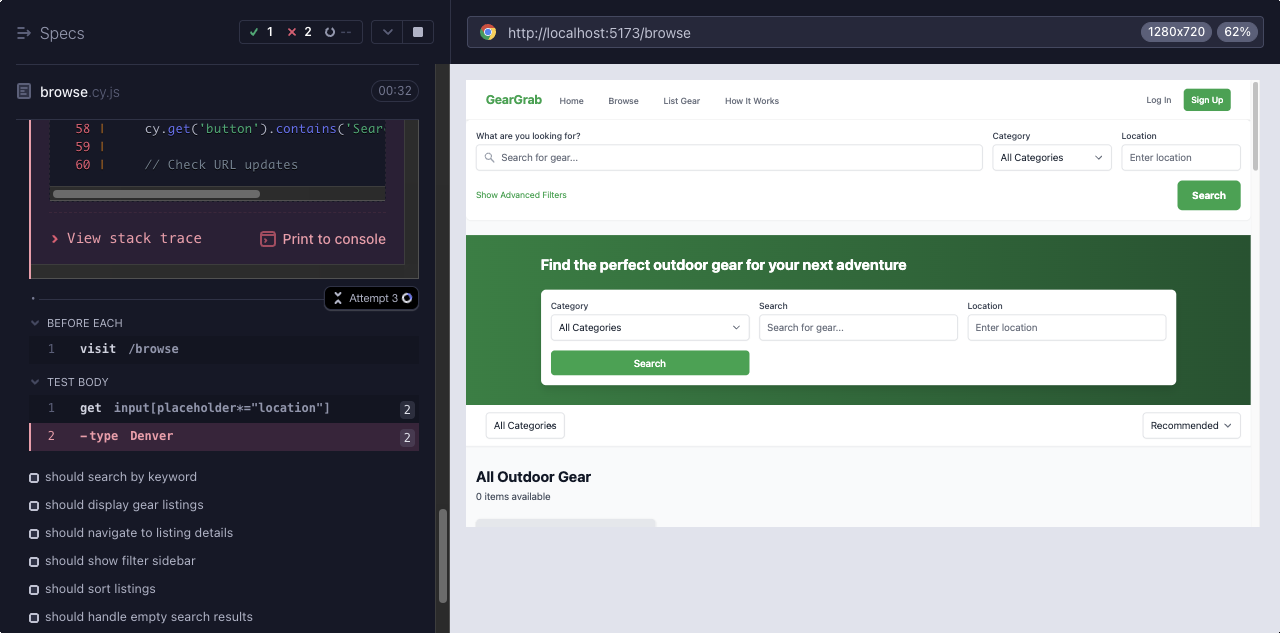 Specs
1 2 --
browse.cy.js 00:32
58 | cy.get('button').contains('Sear
59 |
60 | // Check URL updates
View stack trace Print to console
Attempt 3
BEFORE EACH
1 visit /browse
TEST BODY
1 get input[placeholder*="location"] 2
2 -type Denver 2
should search by keyword
should display gear listings
should navigate to listing details
should show filter sidebar
should sort listings
should handle empty search results
http://localhost:5173/browse 1280x720 62%
GearGrab Home Browse List Gear How It Works Log In Sign Up
What are you looking for? Category Location
Search for gear... All Categories Enter location
Show Advanced Filters Search
Find the perfect outdoor gear for your next adventure
Category Search Location
All Categories Search for gear... Enter location
Search
All Categories Recommended
All Outdoor Gear
0 items available